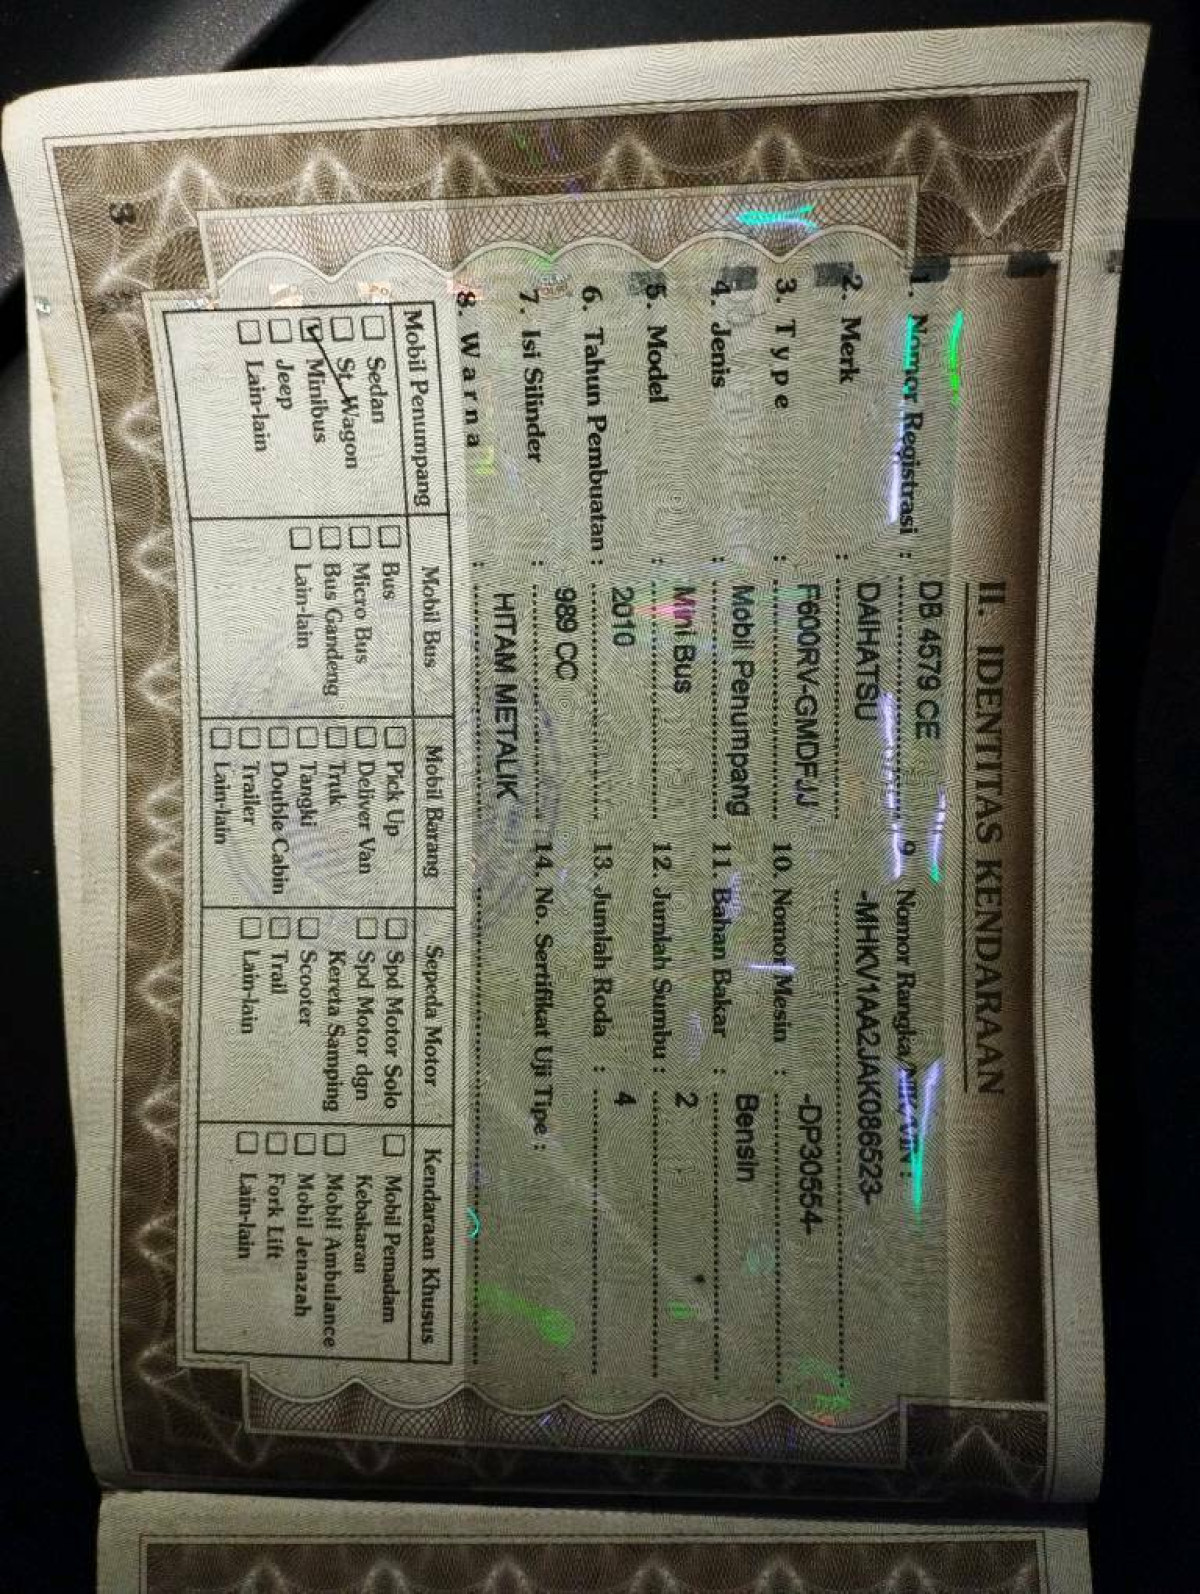 II. IDENTITAS KENDARAAN
1. Nomor Registrasi : DB 4579 CE
2. Merk : DAIHATSU
3. Type : F600RV-GMDFJJ
4. Jenis : Mobil Penumpang
5. Model : Mini Bus
6. Tahun Pembuatan : 2010
7. Isi Silinder : 989 CC
8. Warna : HITAM METALIK
9. Nomor Rangka/NIK/VIN :
-MHKV1AA2JAK086523-
10. Nomor Mesin : -DP30554-
11. Bahan Bakar : Bensin
12. Jumlah Sumbu : 2
13. Jumlah Roda : 4
14. No. Sertifikat Uji Tipe :
Mobil Penumpang
Sedan
St. Wagon
Minibus
Jeep
Lain-lain
Mobil Bus
Bus
Micro Bus
Bus Gandeng
Lain-lain
Mobil Barang
Pick Up
Deliver Van
Truk
Tangki
Double Cabin
Trailer
Lain-lain
Sepeda Motor
Spd Motor Solo
Spd Motor dgn
Kereta Samping
Scooter
Trail
Lain-lain
Kendaraan Khusus
Mobil Pemadam
Kebakaran
Mobil Ambulance
Mobil Jenazah
Fork Lift
Lain-lain
3